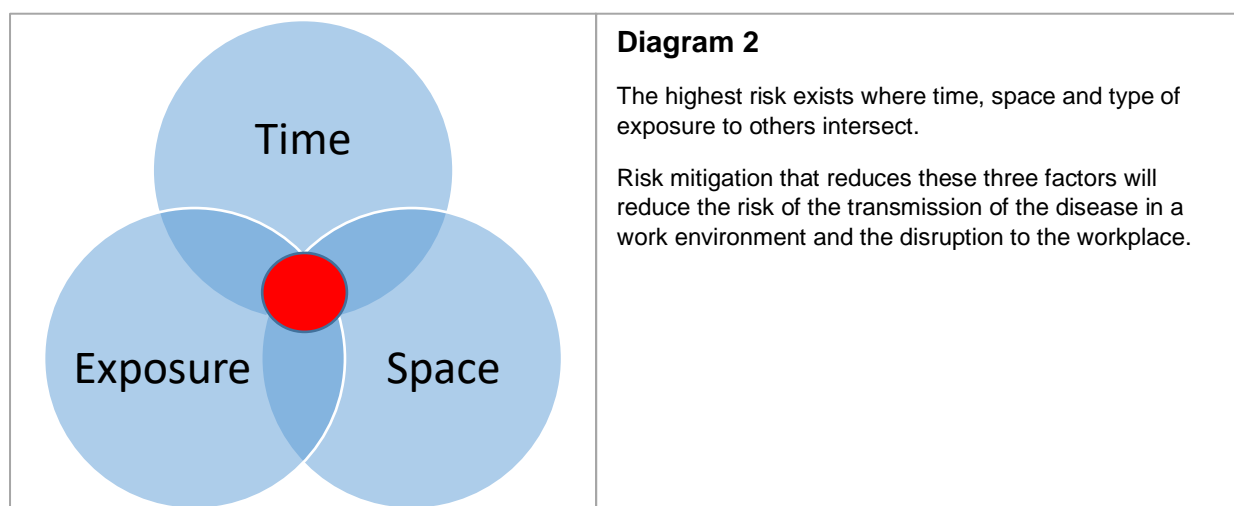 Time
Exposure
Space
Diagram 2
The highest risk exists where time, space and type of
exposure to others intersect.
Risk mitigation that reduces these three factors will
reduce the risk of the transmission of the disease in a
work environment and the disruption to the workplace.